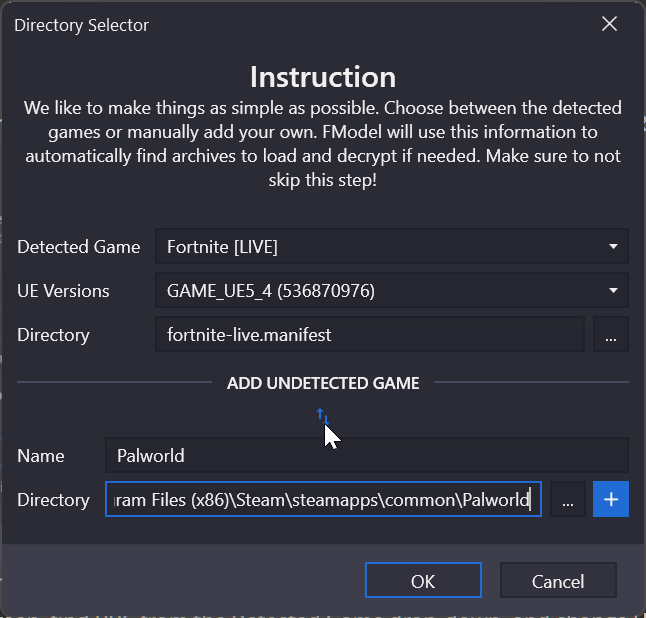 Directory Selector
Instruction
We like to make things as simple as possible. Choose between the detected
games or manually add your own. FModel will use this information to
automatically find archives to load and decrypt if needed. Make sure to not
skip this step!
Detected Game Fortnite [LIVE]
UE Versions GAME_UE5_4 (536870976)
Directory fortnite-live.manifest ...
ADD UNDETECTED GAME
Name Palworld
Directory gram Files (x86)\Steam\steamapps\common\Palworld ... +
OK Cancel